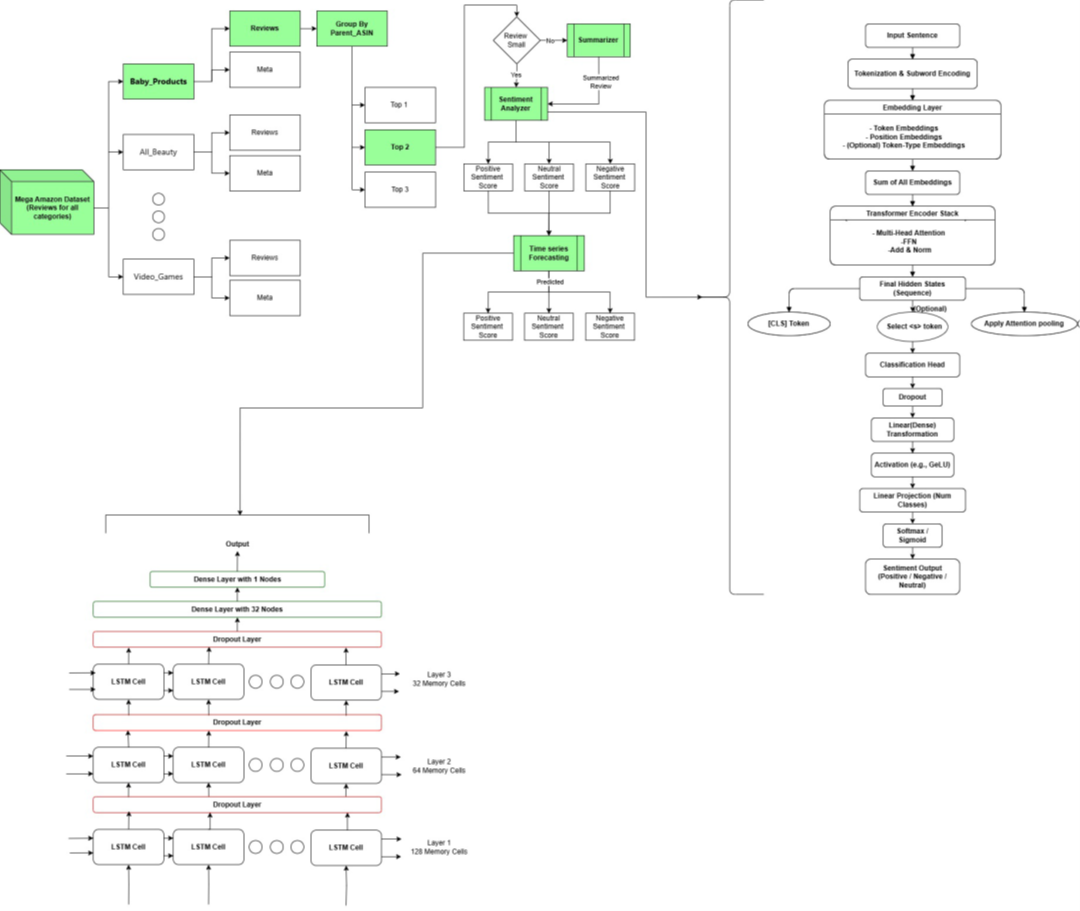 Mega Amazon Dataset
(Reviews for all
categories)
Baby_Products
All_Beauty
Video_Games
Reviews
Meta
Reviews
Meta
Reviews
Meta
Group By
Parent_ASIN
Top 1
Top 2
Top 3
Review
Small
No
Summarizer
Yes
Summarized
Review
Sentiment
Analyzer
Positive
Sentiment
Score
Neutral
Sentiment
Score
Negative
Sentiment
Score
Time series
Forecasting
Predicted
Positive
Sentiment
Score
Neutral
Sentiment
Score
Negative
Sentiment
Score
Input Sentence
Tokenization & Subword Encoding
Embedding Layer
- Token Embeddings
- Position Embeddings
- (Optional) Token-Type Embeddings
Sum of All Embeddings
Transformer Encoder Stack
- Multi-Head Attention
-FFN
-Add & Norm
Final Hidden States
(Sequence)
(Optional)
[CLS] Token
Select <s> token
Apply Attention pooling
Classification Head
Dropout
Linear(Dense)
Transformation
Activation (e.g., GeLU)
Linear Projection (Num
Classes)
Softmax /
Sigmoid
Sentiment Output
(Positive / Negative /
Neutral)
Output
Dense Layer with 1 Nodes
Dense Layer with 32 Nodes
Dropout Layer
LSTM Cell
LSTM Cell
LSTM Cell
Layer 3
32 Memory Cells
Dropout Layer
LSTM Cell
LSTM Cell
LSTM Cell
Layer 2
64 Memory Cells
Dropout Layer
LSTM Cell
LSTM Cell
LSTM Cell
Layer 1
128 Memory Cells